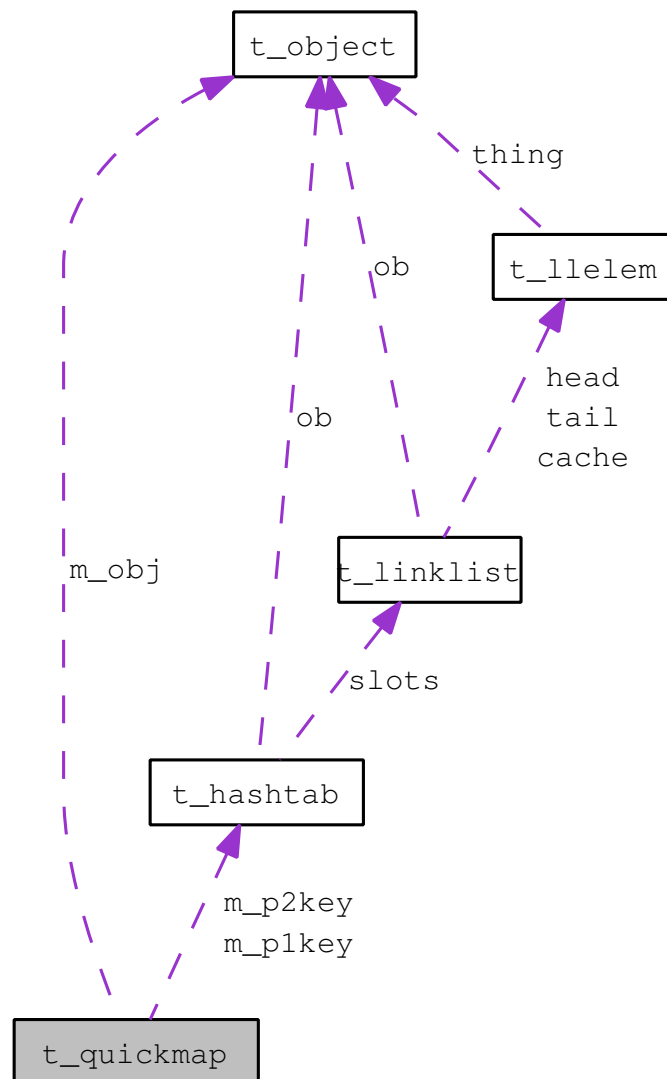 t_object
thing
t_llelem
ob
head
tail
cache
ob
m_obj
t_linklist
slots
t_hashtab
m_p2key
m_p1key
t_quickmap